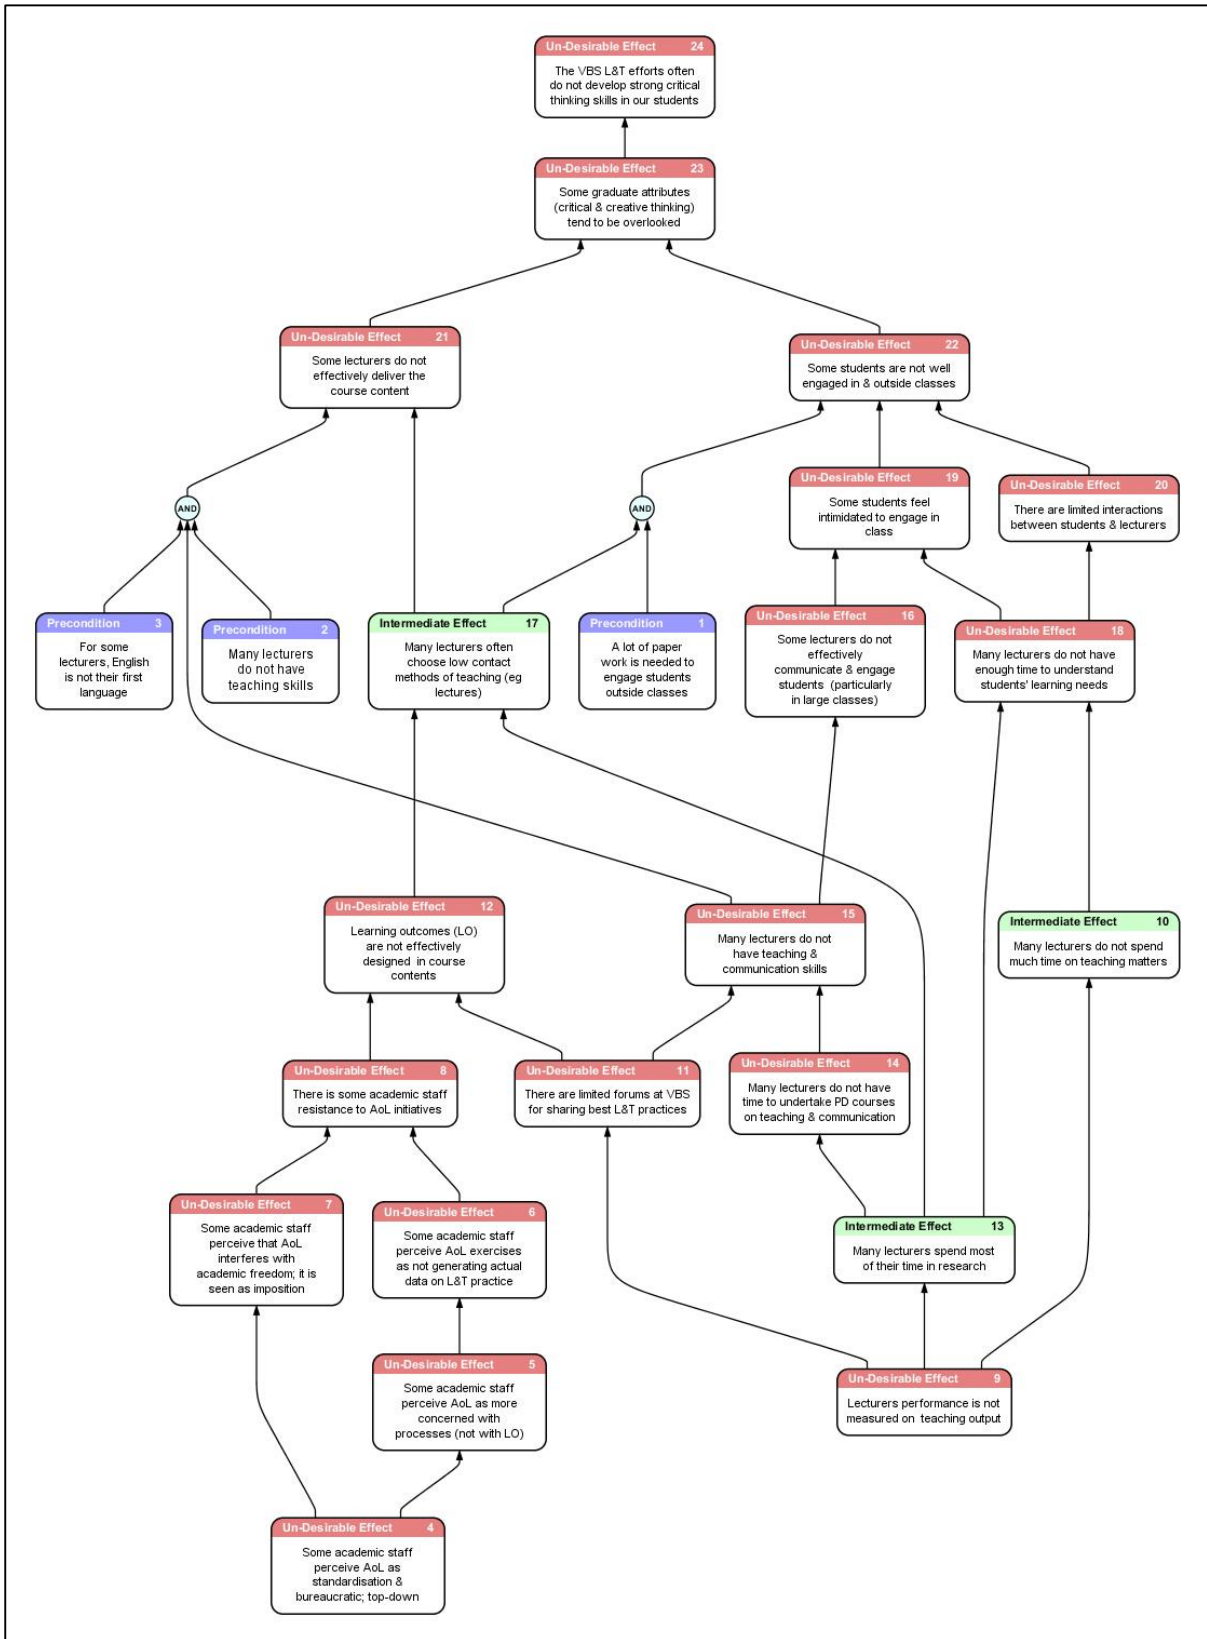 Un-Desirable Effect 24
The VBS L&T efforts often
do not develop strong critical
thinking skills in our students
Un-Desirable Effect 23
Some graduate attributes
(critical & creative thinking)
tend to be overlooked
Un-Desirable Effect 21
Some lecturers do not
effectively deliver the
course content
Un-Desirable Effect 22
Some students are not well
engaged in & outside classes
Un-Desirable Effect 19
Some students feel
intimidated to engage in
class
Un-Desirable Effect 20
There are limited interactions
between students & lecturers
AND
AND
Precondition 3
For some
lecturers, English
is not their first
language
Precondition 2
Many lecturers
do not have
teaching skills
Intermediate Effect 17
Many lecturers often
choose low contact
methods of teaching (eg
lectures)
Precondition 1
A lot of paper
work is needed to
engage students
outside classes
Un-Desirable Effect 16
Some lecturers do not
effectively
communicate & engage
students (particularly
in large classes)
Un-Desirable Effect 18
Many lecturers do not have
enough time to understand
students' learning needs
Un-Desirable Effect 12
Learning outcomes (LO)
are not effectively
designed in course
contents
Un-Desirable Effect 15
Many lecturers do not
have teaching &
communication skills
Intermediate Effect 10
Many lecturers do not spend
much time on teaching matters
Un-Desirable Effect 8
There is some academic staff
resistance to AoL initiatives
Un-Desirable Effect 11
There are limited forums at VBS
for sharing best L&T practices
Un-Desirable Effect 14
Many lecturers do not have
time to undertake PD courses
on teaching & communication
Un-Desirable Effect 7
Some academic staff
perceive that AoL
interferes with
academic freedom; it is
seen as imposition
Un-Desirable Effect 6
Some academic staff
perceive AoL exercises
as not generating actual
data on L&T practice
Intermediate Effect 13
Many lecturers spend most
of their time in research
Un-Desirable Effect 5
Some academic staff
perceive AoL as more
concerned with
processes (not with LO)
Un-Desirable Effect 9
Lecturers performance is not
measured on teaching output
Un-Desirable Effect 4
Some academic staff
perceive AoL as
standardisation &
bureaucratic; top-down